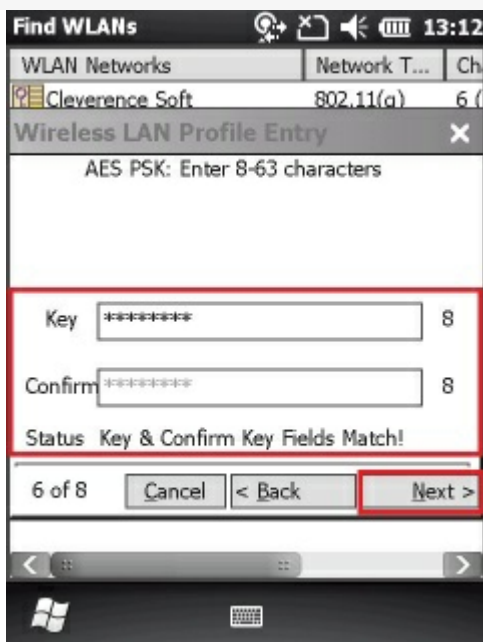 Find WLANs 13:12
WLAN Networks Network T... Ch
Cleverence Soft 802.11(g) 6 (
Wireless LAN Profile Entry
AES PSK: Enter 8-63 characters
Key ******** 8
Confirm ******** 8
Status Key & Confirm Key Fields Match!
6 of 8 Cancel < Back Next >